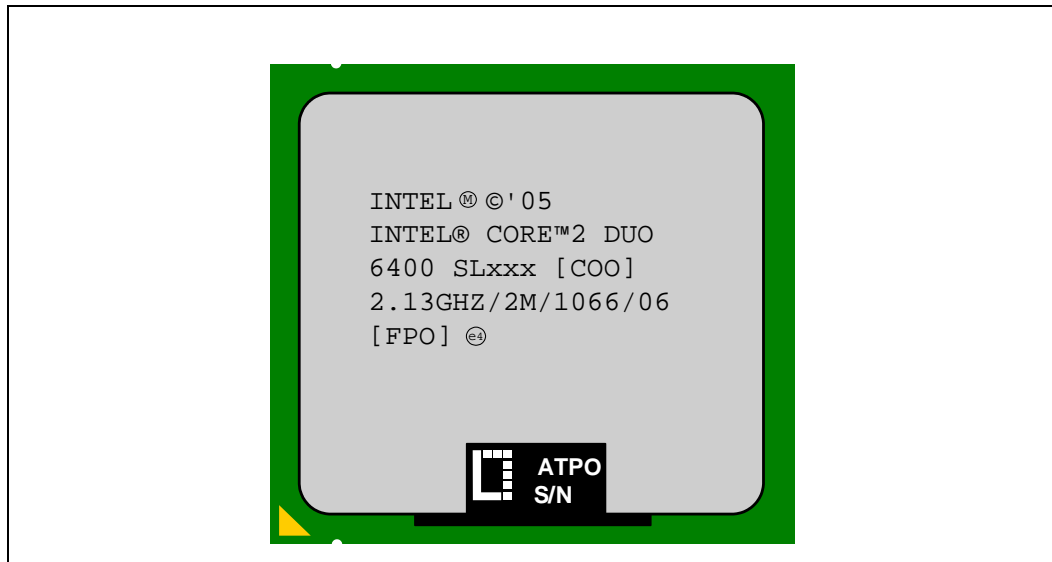 INTEL Ⓜ ©'05
INTEL® CORE™2 DUO
6400 SLxxx [COO]
2.13GHZ/2M/1066/06
[FPO] e4
ATPO
S/N